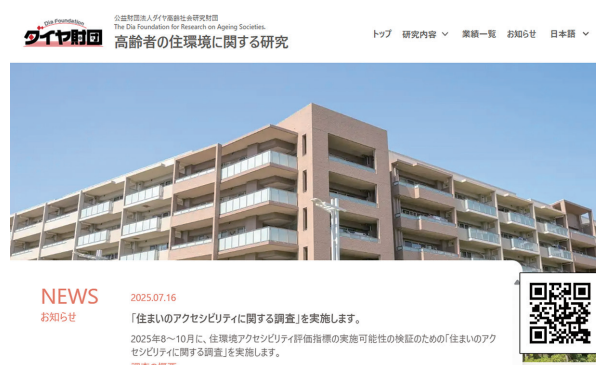 Dia Foundation
ダイヤ財団
公益財団法人ダイヤ高齢社会研究財団
The Dia Foundation for Research on Ageing Societies.
高齢者の住環境に関する研究
トップ 研究内容 業績一覧 お知らせ 日本語
NEWS
お知らせ
2025.07.16
「住まいのアクセシビリティに関する調査」を実施します。
2025年8～10月に、住環境アクセシビリティ評価指標の実施可能性の検証のための「住まいのアク
セシビリティに関する調査」を実施します。